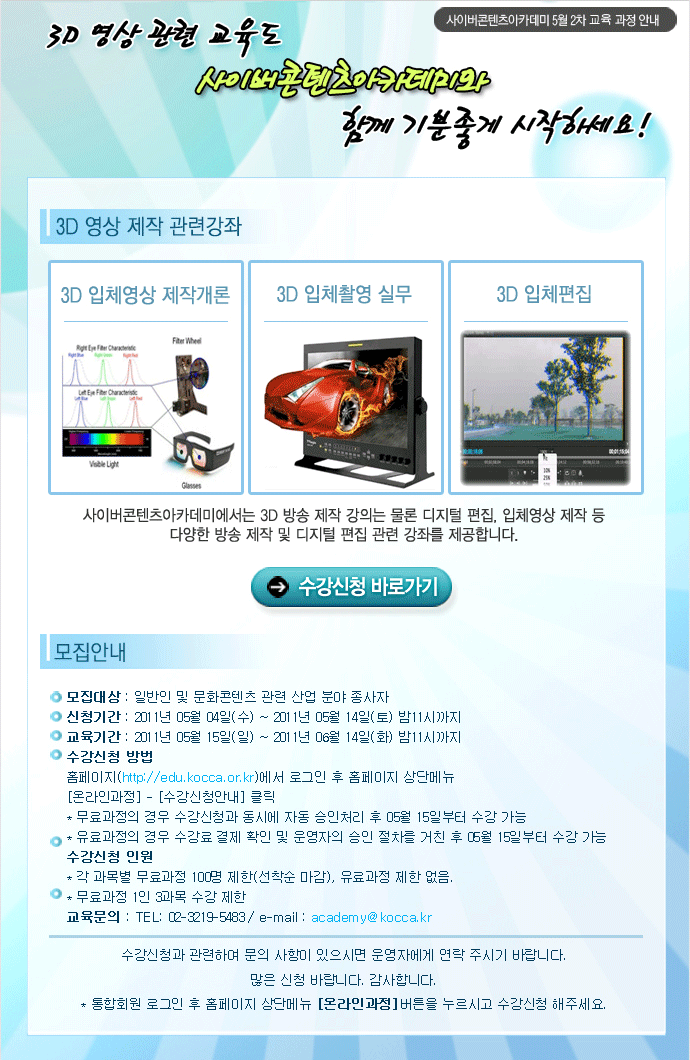 사이버콘텐츠아카데미 5월 2차 교육 과정 안내
3D 영상 관련 교육도
사이버콘텐츠아카데미와
함께 기분좋게 시작하세요!
3D 영상 제작 관련강좌
3D 입체영상 제작개론
3D 입체촬영 실무
3D 입체편집
Right Eye Filter Characteristic
Filter Wheel
Right Blue
Right Green
Right Red
Left Eye Filter Characteristic
Left Blue
Left Green
Left Red
Visible Light
Glasses
사이버콘텐츠아카데미에서는 3D 방송 제작 강의는 물론 디지털 편집, 입체영상 제작 등
다양한 방송 제작 및 디지털 편집 관련 강좌를 제공합니다.
수강신청 바로가기
모집안내
모집대상 : 일반인 및 문화콘텐츠 관련 산업 분야 종사자
신청기간 : 2011년 05월 04일(수) ~ 2011년 05월 14일(토) 밤11시까지
교육기간 : 2011년 05월 15일(일) ~ 2011년 06월 14일(화) 밤11시까지
수강신청 방법
홈페이지(http://edu.kocca.or.kr)에서 로그인 후 홈페이지 상단메뉴
[온라인과정] - [수강신청안내] 클릭
* 무료과정의 경우 수강신청과 동시에 자동 승인처리 후 05월 15일부터 수강 가능
* 유료과정의 경우 수강료 결제 확인 및 운영자의 승인 절차를 거친 후 05월 15일부터 수강 가능
수강신청 인원
* 각 과목별 무료과정 100명 제한(선착순 마감), 유료과정 제한 없음.
* 무료과정 1인 3과목 수강 제한
교육문의 : TEL: 02-3219-5483 / e-mail : academy@kocca.kr
수강신청과 관련하여 문의 사항이 있으시면 운영자에게 연락 주시기 바랍니다.
많은 신청 바랍니다. 감사합니다.
* 통합회원 로그인 후 홈페이지 상단메뉴 [온라인과정]버튼을 누르시고 수강신청 해주세요.